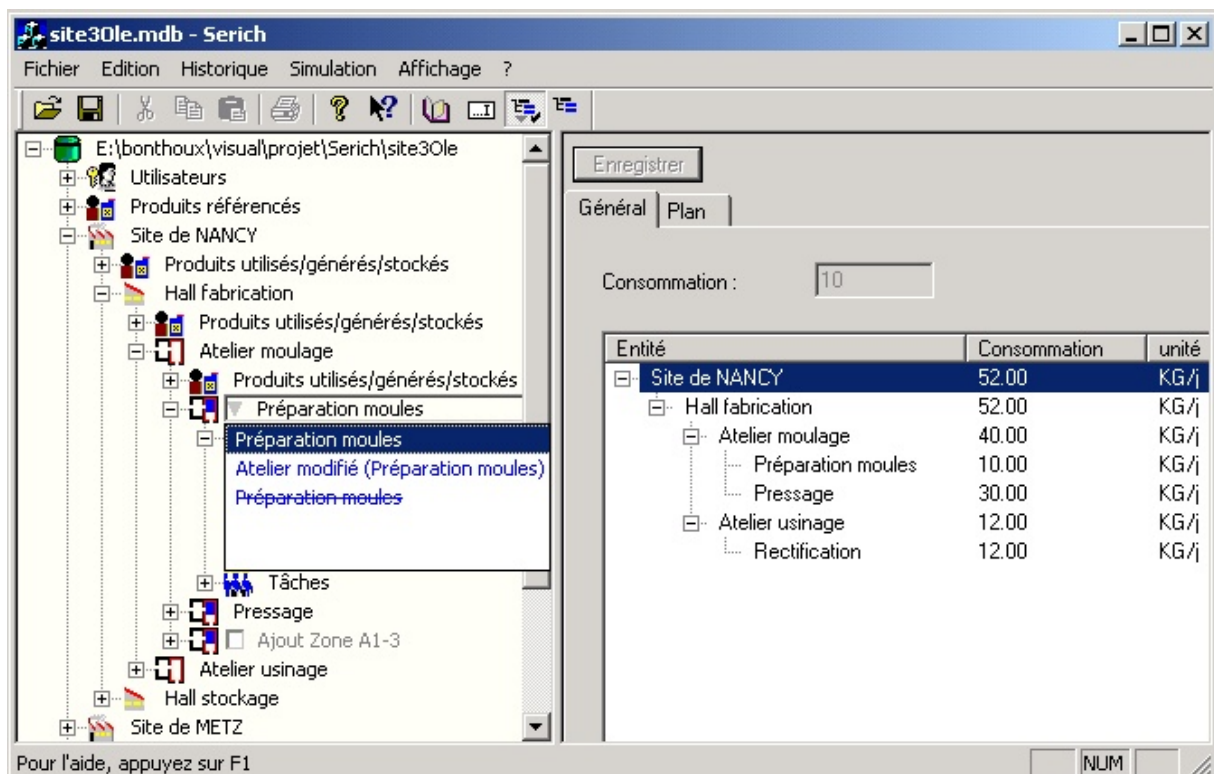 site3Ole.mdb - Serich
Fichier Edition Historique Simulation Affichage ?
E:\bonthoux\visual\projet\Serich\site3Ole
Utilisateurs
Produits référencés
Site de NANCY
Produits utilisés/générés/stockés
Hall fabrication
Produits utilisés/générés/stockés
Atelier moulage
Produits utilisés/générés/stockés
Préparation moules
Préparation moules
Atelier modifié (Préparation moules)
Préparation moules
Tâches
Pressage
Ajout Zone A1-3
Atelier usinage
Hall stockage
Site de METZ
Enregistrer
Général Plan
Consommation : 10
Entité Consommation unité
Site de NANCY 52.00 KG/j
Hall fabrication 52.00 KG/j
Atelier moulage 40.00 KG/j
Préparation moules 10.00 KG/j
Pressage 30.00 KG/j
Atelier usinage 12.00 KG/j
Rectification 12.00 KG/j
Pour l'aide, appuyez sur F1 NUM